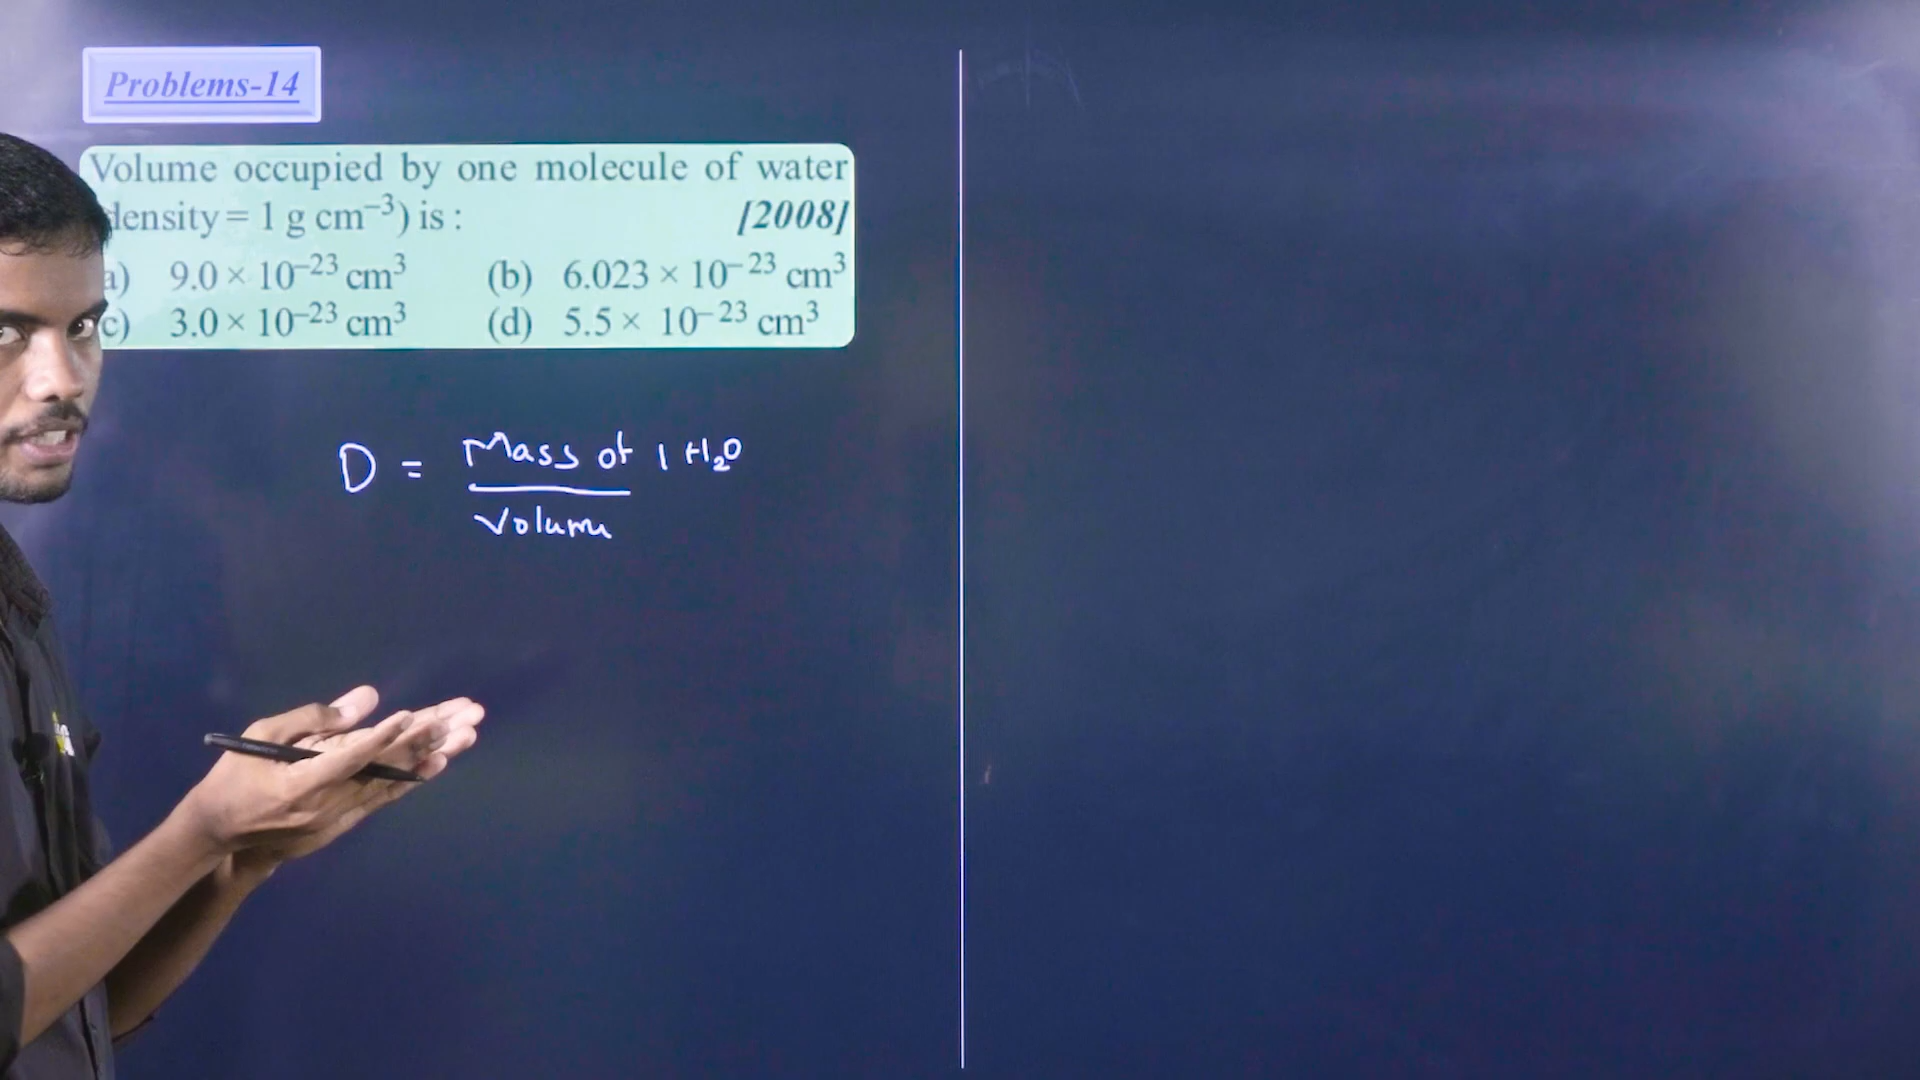 Problems-14
Volume occupied by one molecule of water
density = 1 g cm⁻³) is : [2008]
a) 9.0 × 10⁻²³ cm³ (b) 6.023 × 10⁻²³ cm³
c) 3.0 × 10⁻²³ cm³ (d) 5.5 × 10⁻²³ cm³
D = Mass of 1 H₂O
Volume